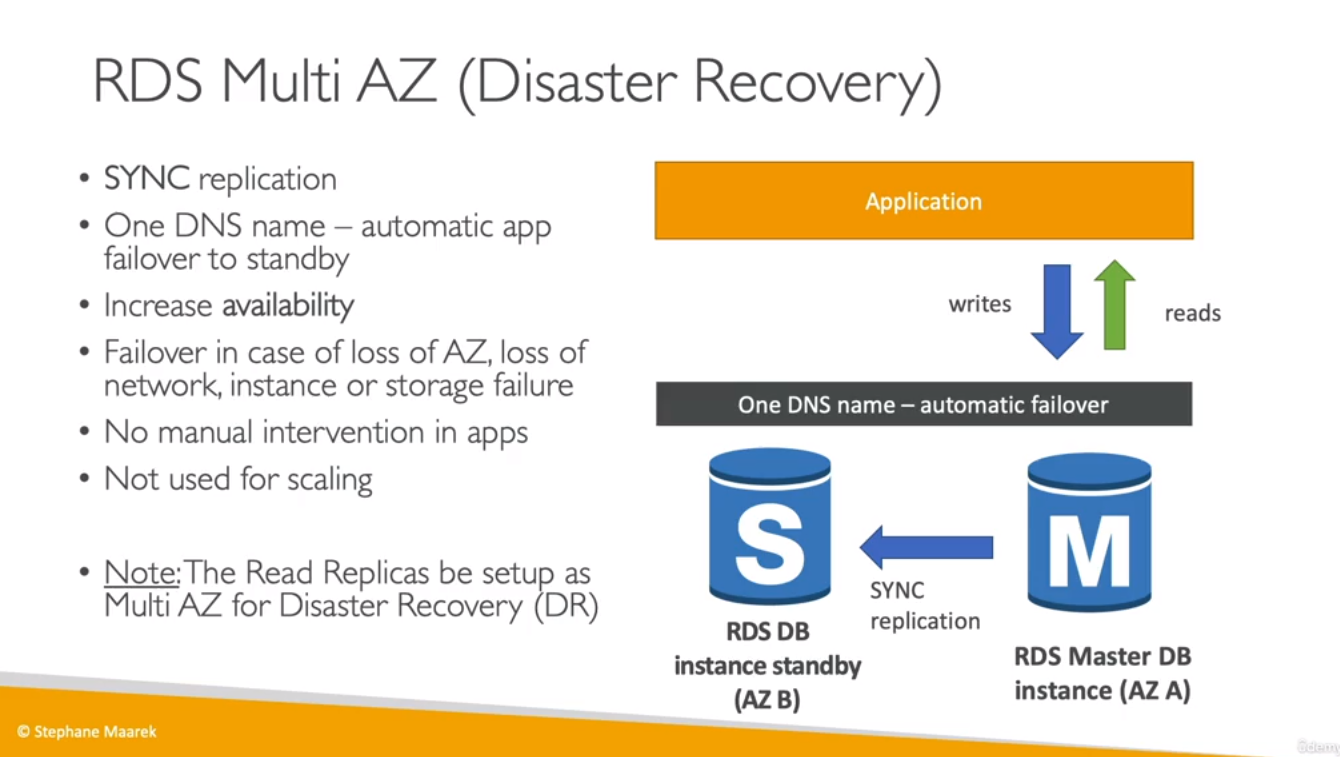 RDS Multi AZ (Disaster Recovery)
• SYNC replication
• One DNS name – automatic app
failover to standby
• Increase availability
• Failover in case of loss of AZ, loss of
network, instance or storage failure
• No manual intervention in apps
• Not used for scaling
• Note: The Read Replicas be setup as
Multi AZ for Disaster Recovery (DR)
Application
writes
reads
One DNS name – automatic failover
S
M
SYNC
replication
RDS DB
instance standby
(AZ B)
RDS Master DB
instance (AZ A)
© Stephane Maarek
ûdemy